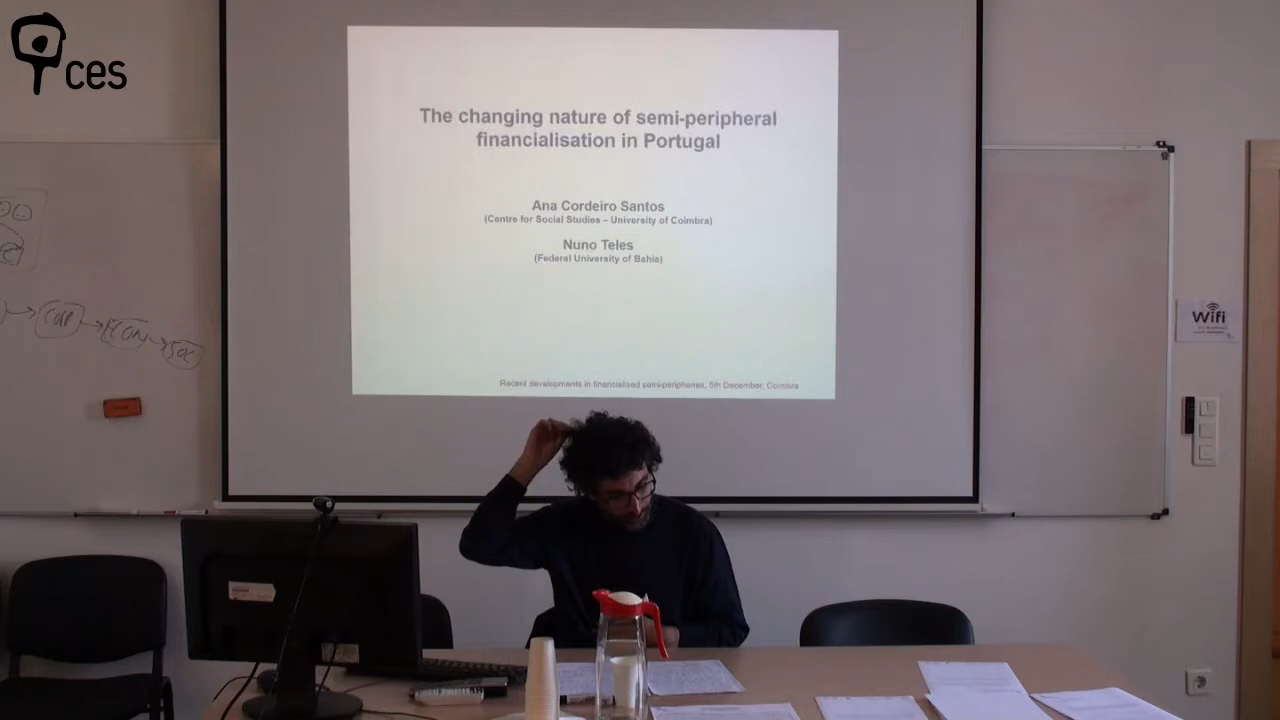 ces
The changing nature of semi-peripheral
financialisation in Portugal
Ana Cordeiro Santos
(Centre for Social Studies – University of Coimbra)
Nuno Teles
(Federal University of Bahia)
Recent developments in financialised semi-peripheries, 5th December, Coimbra
Wifi